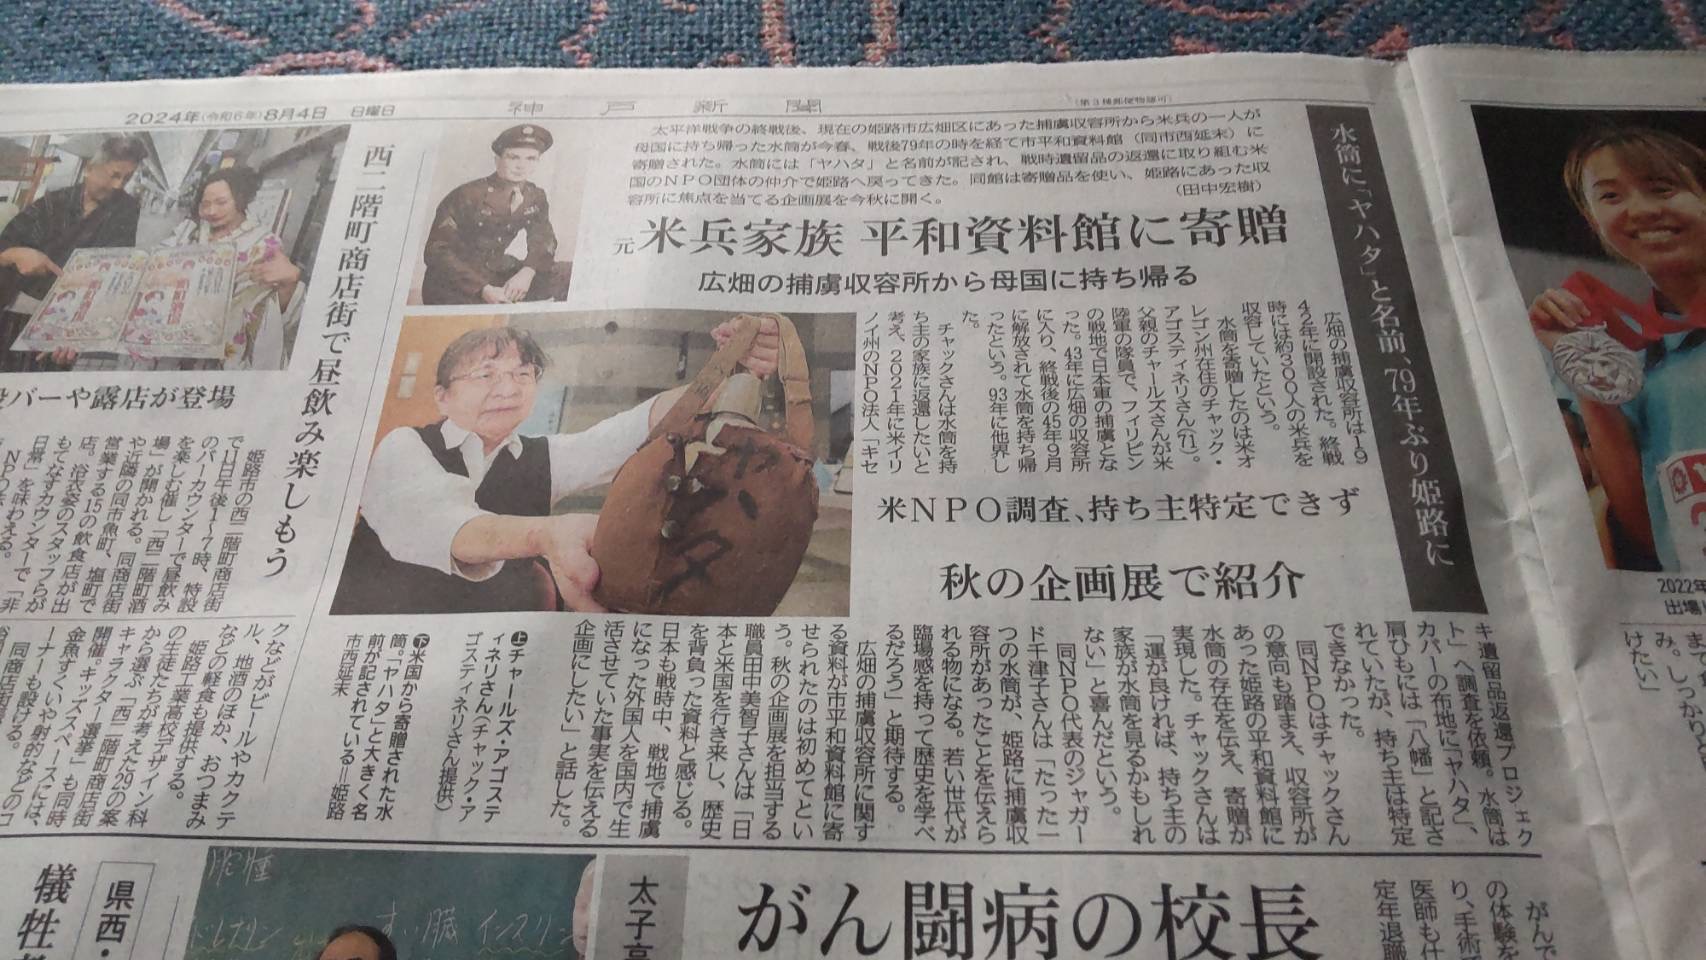 2024年(令和6年)8月4日 日曜日
神戸新聞
(第3種郵便物認可)
水筒に「ヤハタ」と名前、79年ぶり姫路に
太平洋戦争の終戦後、現在の姫路市広畑区にあった捕虜収容所から米兵の一人が
母国に持ち帰った水筒が今春、戦後79年の時を経て市平和資料館(同市西延末)に
寄贈された。水筒には「ヤハタ」と名前が記され、戦時遺留品の返還に取り組む米
国のNPO団体の仲介で姫路へ戻ってきた。同館は寄贈品を使い、姫路にあった収
容所に焦点を当てる企画展を今秋に開く。
(田中宏樹)
元米兵家族 平和資料館に寄贈
広畑の捕虜収容所から母国に持ち帰る
広畑の捕虜収容所は19
42年に開設された。終戦
時には約300人の米兵を
収容していたという。
水筒を寄贈したのは米オ
レゴン州在住のチャック・
アゴスティネリさん(71)。
父親のチャールズさんが米
陸軍の隊員で、フィリピン
の戦地で日本軍の捕虜とな
った。43年に広畑の収容所
に入り、終戦後の45年9月
に解放されて水筒を持ち帰
ったという。93年に他界し
た。
チャックさんは水筒を持
ち主の家族に返還したいと
考え、2021年に米イリ
ノイ州のNPO法人「キセ
米NPO調査、持ち主特定できず
秋の企画展で紹介
キ遺留品返還プロジェク
ト」へ調査を依頼。水筒は
カバーの布地に「ヤハタ」、
肩ひもには「八幡」と記さ
れていたが、持ち主は特定
できなかった。
同NPOはチャックさん
の意向も踏まえ、収容所が
あった姫路の平和資料館に
水筒の存在を伝え、寄贈が
実現した。チャックさんは
「運が良ければ、持ち主の
家族が水筒を見るかもしれ
ない」と喜んだという。
同NPO代表のジャガー
ド千津子さんは「たった一
つの水筒が、姫路に捕虜収
容所があったことを伝えら
れる物になる。若い世代が
臨場感を持って歴史を学べ
るだろう」と期待する。
広畑の捕虜収容所に関す
る資料が市平和資料館に寄
せられたのは初めてとい
う。秋の企画展を担当する
職員田中美智子さんは「日
本と米国を行き来し、歴史
を背負った資料と感じる。
日本も戦時中、戦地で捕虜
になった外国人を国内で生
活させていた事実を伝える
企画にしたい」と話した。
上チャールズ・アゴステ
ィネリさん(チャック・ア
ゴスティネリさん提供)
下米国から寄贈された水
筒。「ヤハタ」と大きく名
前が記されている＝姫路
市西延末
ヤハタ
西二階町商店街で昼飲み楽しもう
バーや露店が登場
姫路市の西二階町商店街
で11日午後1〜7時、特設
のバーカウンターで昼飲み
を楽しむ催し「西二階町酒
場」が開かれる。同商店街
や近隣の同市魚町、塩町で
営業する15の飲食店が出
店。浴衣姿のスタッフらが
もてなすカウンターで「非
日常」を味わえる。
クなどがビールやカクテ
ル、地酒のほか、おつまみ
などの軽食も提供する。
姫路工業高校デザイン科
の生徒たちが考えた29の案
から選ぶ「西二階町商店街
キャラクター」選挙も同時
開催。キッズスペースには、
金魚すくいや射的などのコ
ーナーも設ける。
がん闘病の校長
太子
県西・
犠牲
すい臓 インスリン
がんで
の体験を
り、手術
医師も
定年退職
2022年
出場
まで
み。しっかり
けたい」